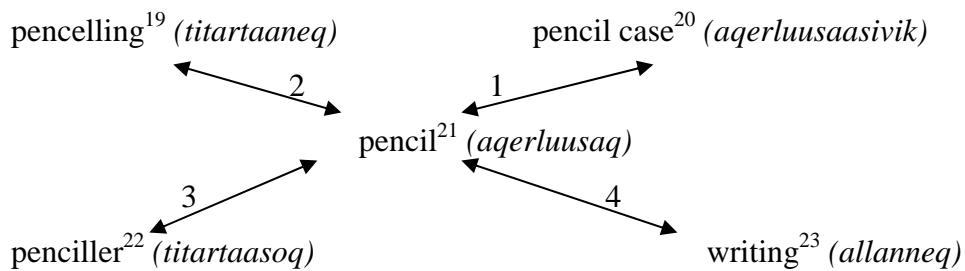 pencelling19 (titartaaneq) pencil case20 (aqerluusaasivik)
2 1
pencil21 (aqerluusaq)
3 4
penciller22 (titartaasoq) writing23 (allanneq)